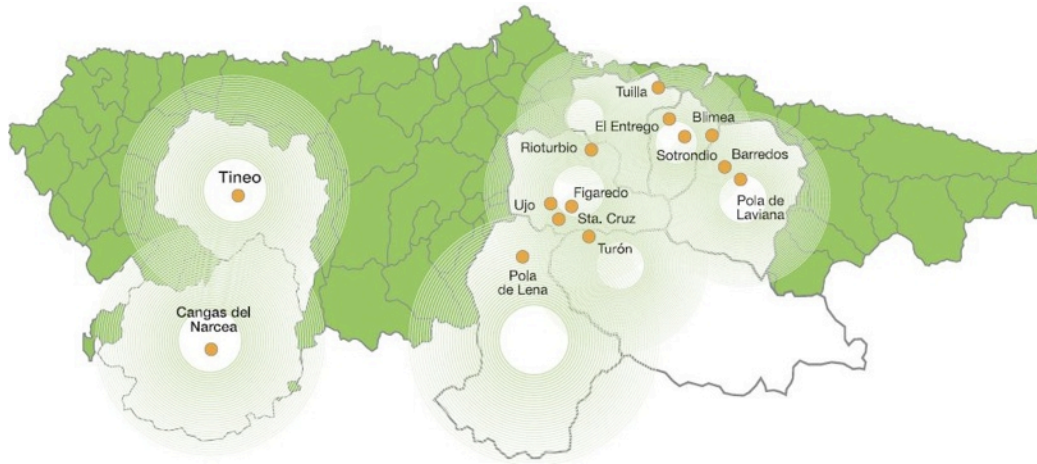 Tuilla
El Entrego
Blimea
Rioturbio
Sotrondio
Barredos
Tineo
Figaredo
Ujo
Pola de
Laviana
Sta. Cruz
Turón
Pola
de Lena
Cangas del
Narcea